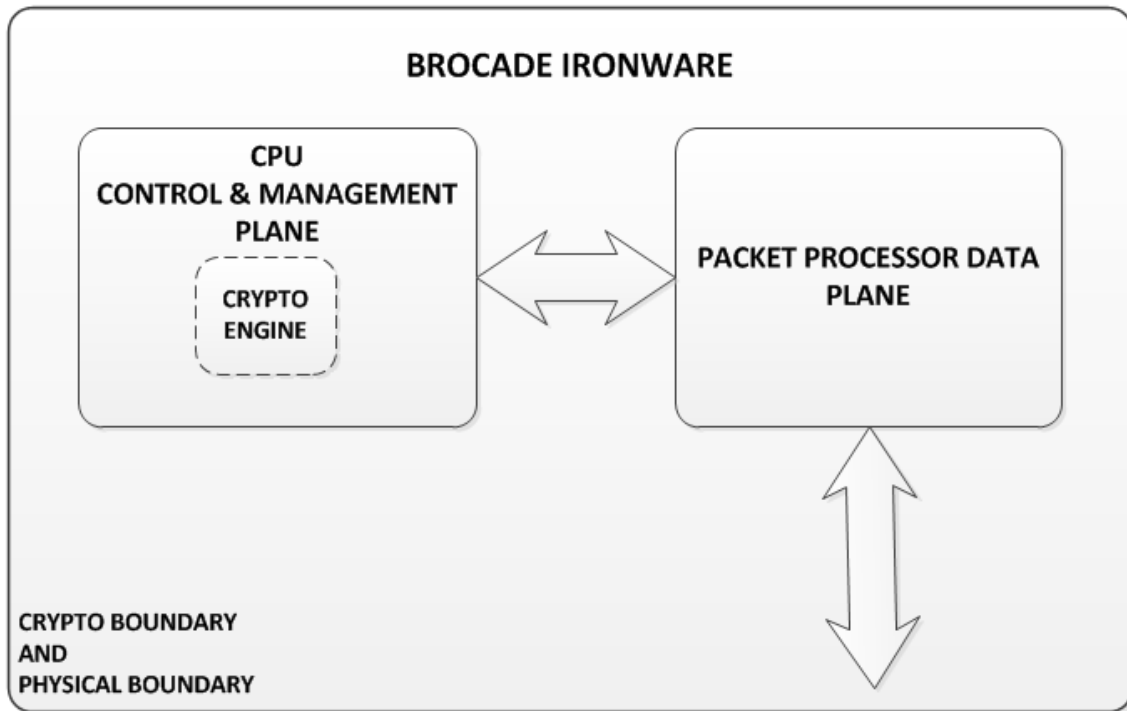 BROCADE IRONWARE
CPU
CONTROL & MANAGEMENT
PLANE
CRYPTO
ENGINE
PACKET PROCESSOR DATA
PLANE
CRYPTO BOUNDARY
AND
PHYSICAL BOUNDARY